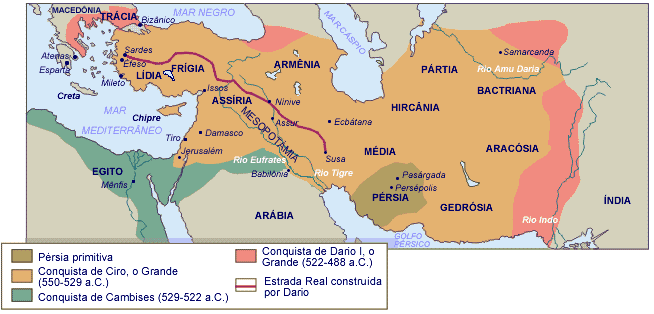 MACEDÔNIA
TRÁCIA
Bizânico
MAR NEGRO
MAR CÁSPIO
Sardes
Atenas
Éfeso
FRÍGIA
ARMÊNIA
Samarcanda
Esparta
LÍDIA
PÁRTIA
Rio Amu Daria
Mileto
BACTRIANA
Creta
Issos
ASSÍRIA
Nínive
HIRCÂNIA
MAR
MEDITERRÂNEO
Chipre
Assur
Ecbátana
MESOPOTÂMIA
Damasco
Tiro
Jerusalém
Rio Eufrates
Susa
MÉDIA
ARACÓSIA
EGITO
Mênfis
Babilônia
Rio Tigre
Pasárgada
Persépolis
PÉRSIA
GEDRÓSIA
ÍNDIA
ARÁBIA
Rio Indo
GOLFO
PÉRSICO
Pérsia primitiva
Conquista de Ciro, o Grande
(550-529 a.C.)
Conquista de Cambises (529-522 a.C.)
Conquista de Dario I, o
Grande (522-488 a.C.)
Estrada Real construida
por Dario